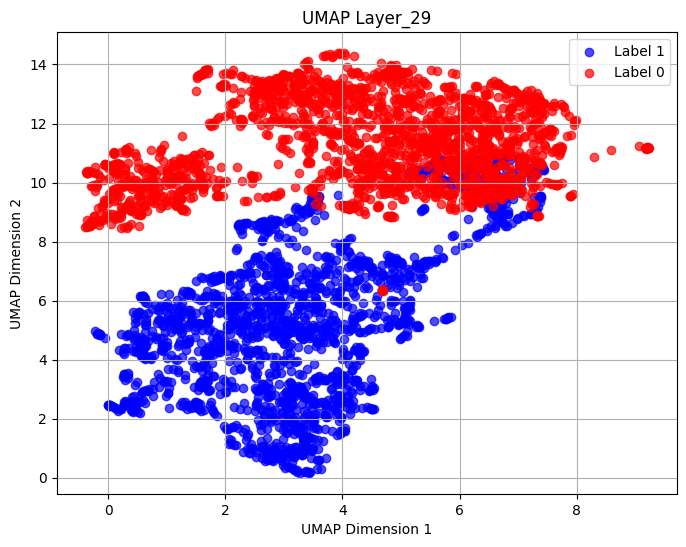 UMAP Layer_29
Label 1
Label 0
UMAP Dimension 2
14
12
10
8
6
4
2
0
0 2 4 6 8
UMAP Dimension 1